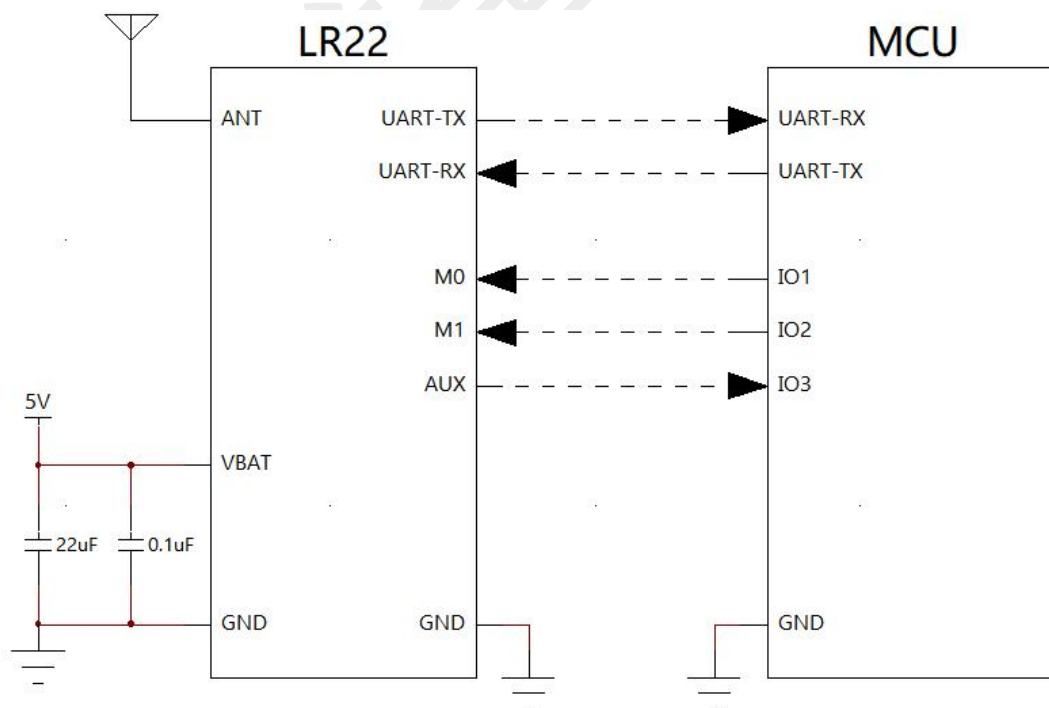 LR22
MCU
ANT
UART-TX
UART-RX
UART-RX
UART-TX
M0
IO1
M1
IO2
AUX
IO3
5V
VBAT
22uF
0.1uF
GND
GND
GND